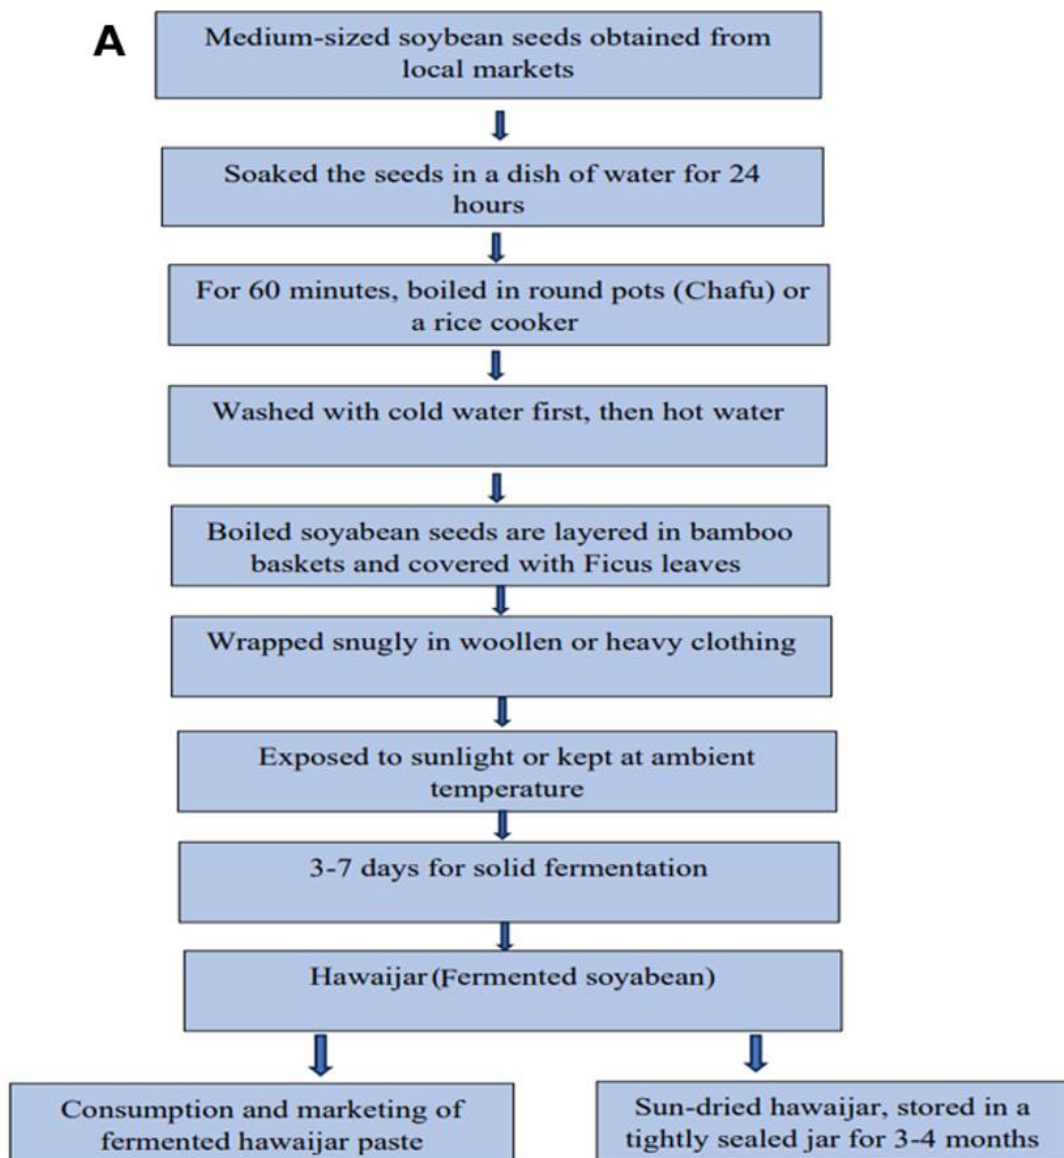 A
Medium-sized soybean seeds obtained from
local markets
Soaked the seeds in a dish of water for 24
hours
For 60 minutes, boiled in round pots (Chafu) or
a rice cooker
Washed with cold water first, then hot water
Boiled soyabean seeds are layered in bamboo
baskets and covered with Ficus leaves
Wrapped snugly in woollen or heavy clothing
Exposed to sunlight or kept at ambient
temperature
3-7 days for solid fermentation
Hawaijar (Fermented soyabean)
Consumption and marketing of
fermented hawaijar paste
Sun-dried hawaijar, stored in a
tightly sealed jar for 3-4 months